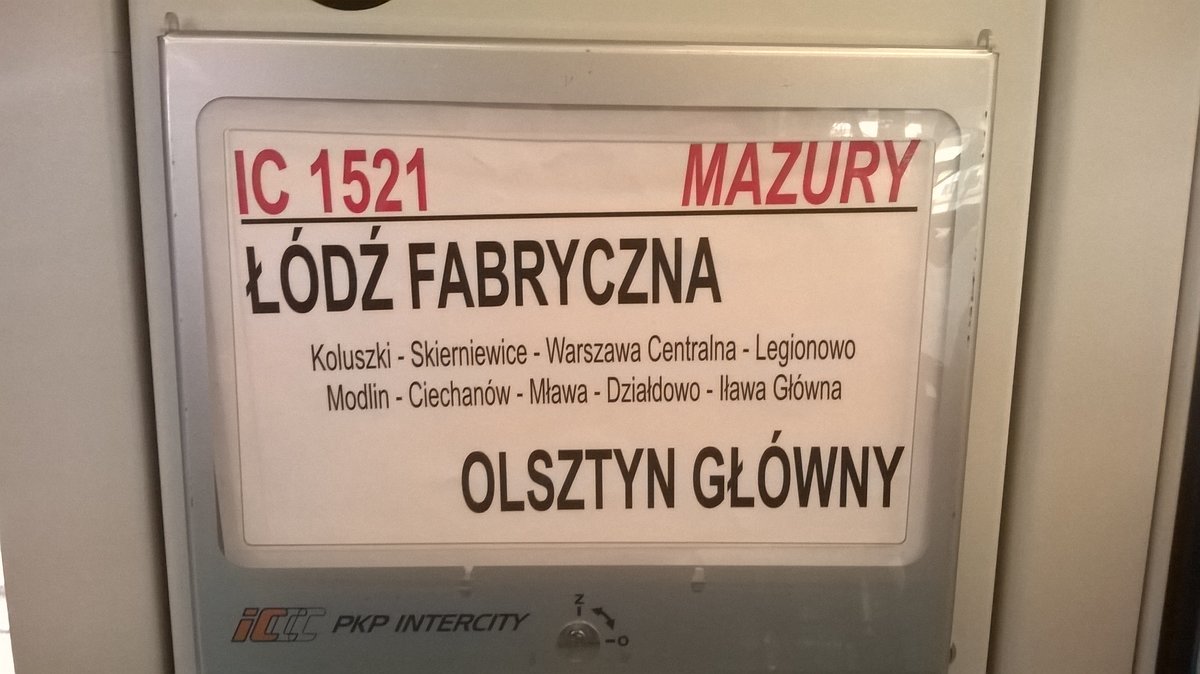 IC 1521 MAZURY
ŁÓDŹ FABRYCZNA
Koluszki - Skierniewice - Warszawa Centralna - Legionowo
Modlin - Ciechanów - Mława - Działdowo - Iława Główna
OLSZTYN GŁÓWNY
iCCC PKP INTERCITY
Z
O